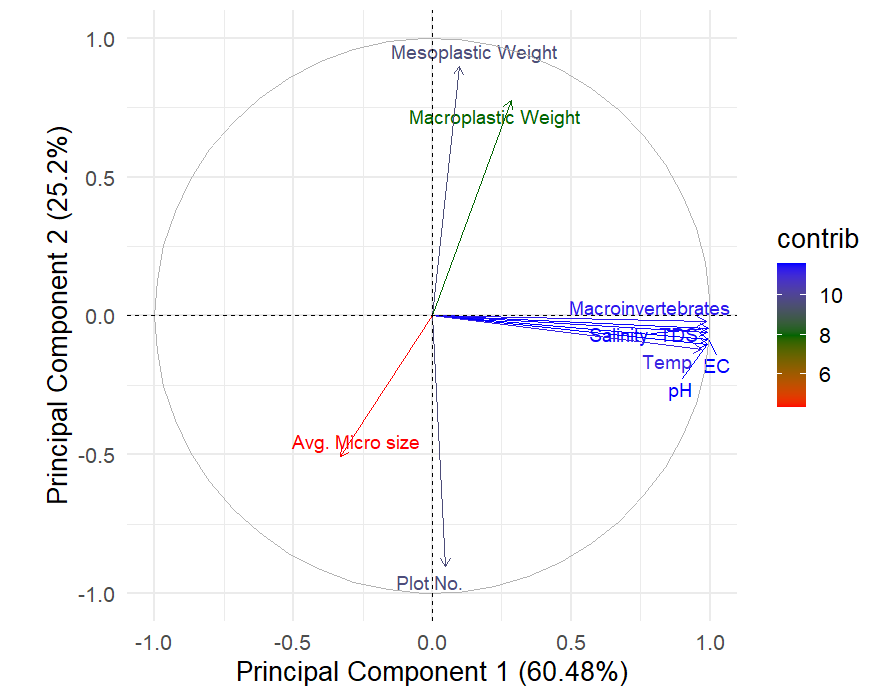 1.0
Mesoplastic Weight
Macroplastic Weight
0.5
contrib
10
8
6
0.0
Macroinvertebrates
Salinity
TDS
Temp
EC
pH
Avg. Micro size
-0.5
Plot No.
-1.0
-1.0
-0.5
0.0
0.5
1.0
Principal Component 1 (60.48%)
Principal Component 2 (25.2%)